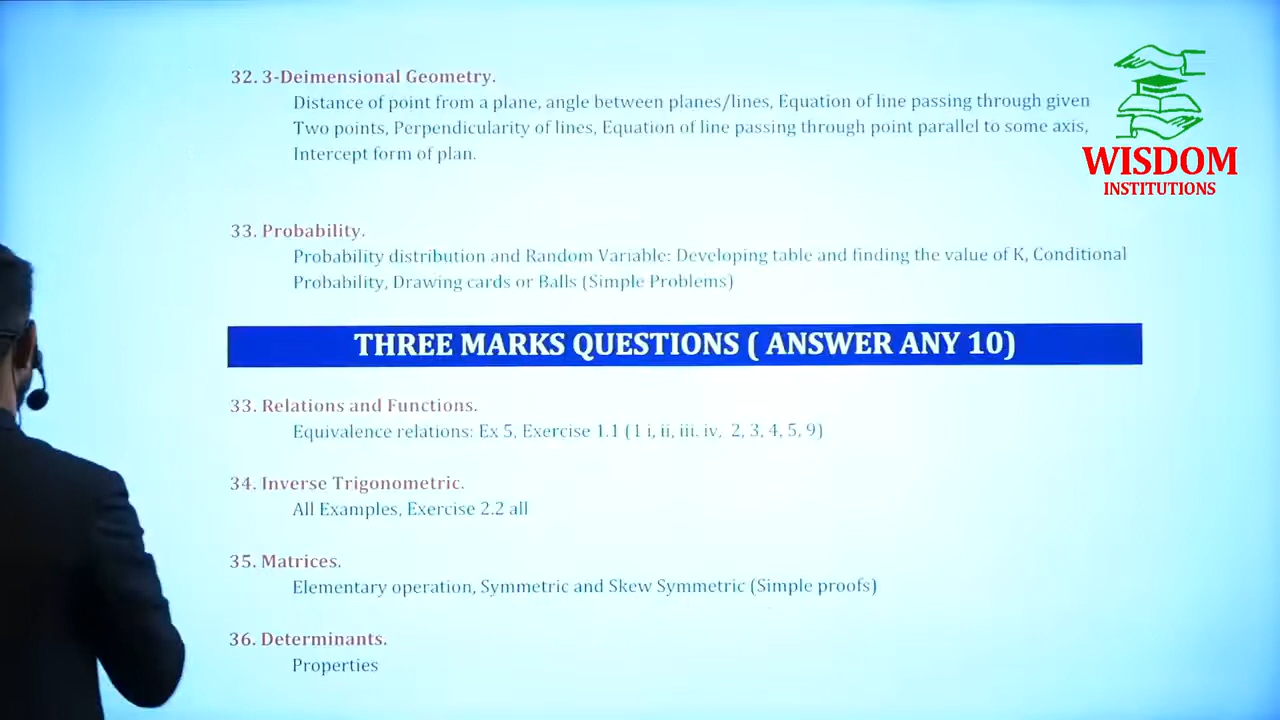 32. 3-Deimensional Geometry.
Distance of point from a plane, angle between planes/lines, Equation of line passing through given
Two points, Perpendicularity of lines, Equation of line passing through point parallel to some axis,
Intercept form of plan.
WISDOM
INSTITUTIONS
33. Probability.
Probability distribution and Random Variable: Developing table and finding the value of K, Conditional
Probability, Drawing cards or Balls (Simple Problems)
THREE MARKS QUESTIONS ( ANSWER ANY 10)
33. Relations and Functions.
Equivalence relations: Ex 5, Exercise 1.1 (1 i, ii, iii. iv, 2, 3, 4, 5, 9)
34. Inverse Trigonometric.
All Examples, Exercise 2.2 all
35. Matrices.
Elementary operation, Symmetric and Skew Symmetric (Simple proofs)
36. Determinants.
Properties